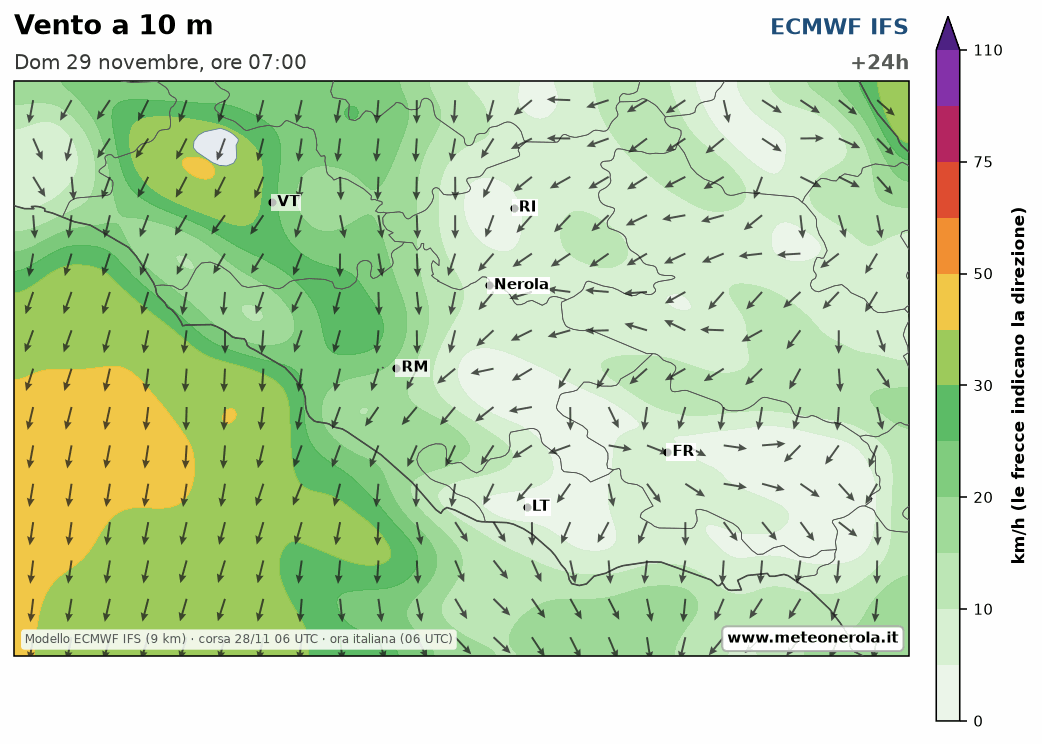 Vento a 10 m
ECMWF IFS
Dom 29 novembre, ore 07:00
+24h
VT
RI
Nerola
RM
FR
LT
Modello ECMWF IFS (9 km) · corsa 28/11 06 UTC · ora italiana (06 UTC)
www.meteonerola.it
110
75
50
30
20
10
0
km/h (le frecce indicano la direzione)